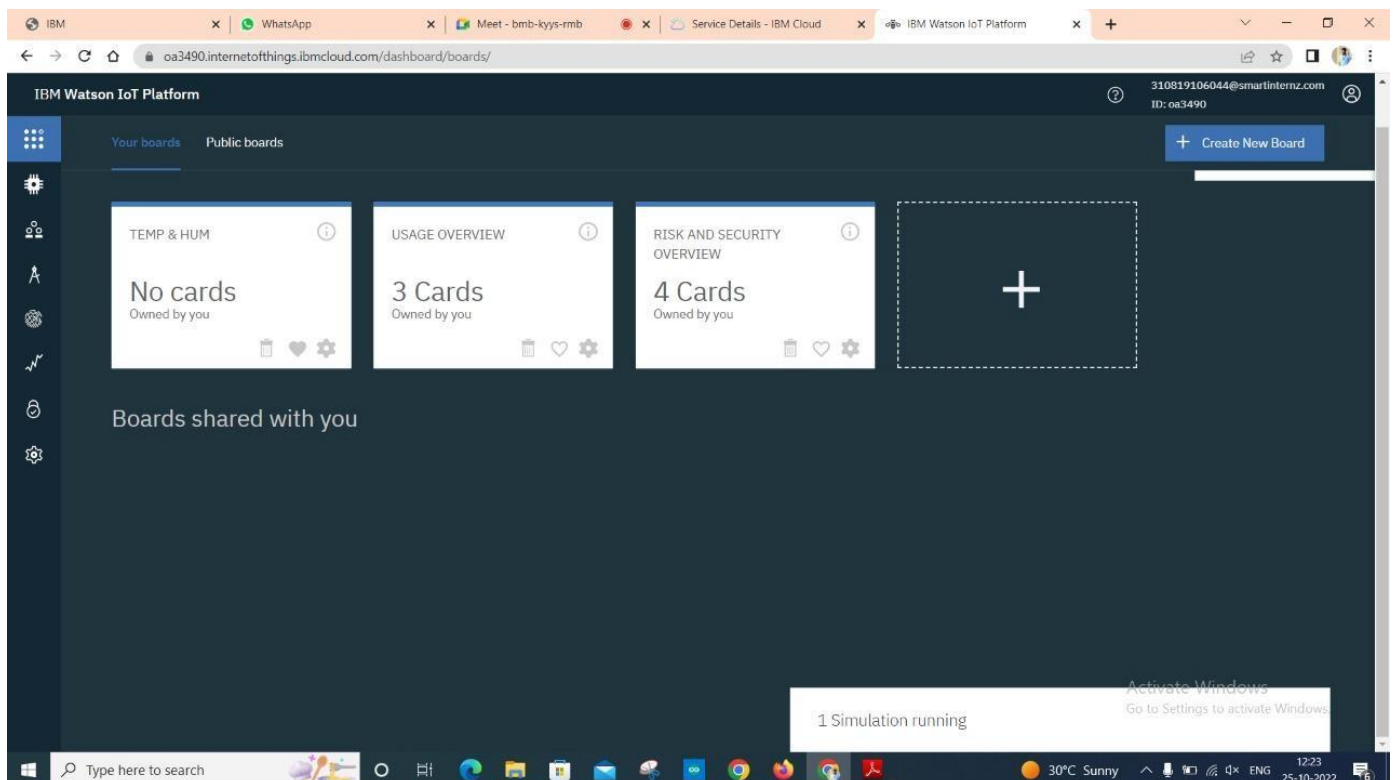 IBM
WhatsApp
Meet - bmb-kyys-rmb
Service Details - IBM Cloud
IBM Watson IoT Platform
oa3490.internetofthings.ibmcloud.com/dashboard/boards/
IBM Watson IoT Platform
310819106044@smartinternz.com
ID: oa3490
Your boards
Public boards
+ Create New Board
TEMP & HUM
No cards
Owned by you
USAGE OVERVIEW
3 Cards
Owned by you
RISK AND SECURITY
OVERVIEW
4 Cards
Owned by you
Boards shared with you
1 Simulation running
Activate Windows
Go to Settings to activate Windows.
Type here to search
30°C Sunny
ENG
12:23
25-10-2022
6